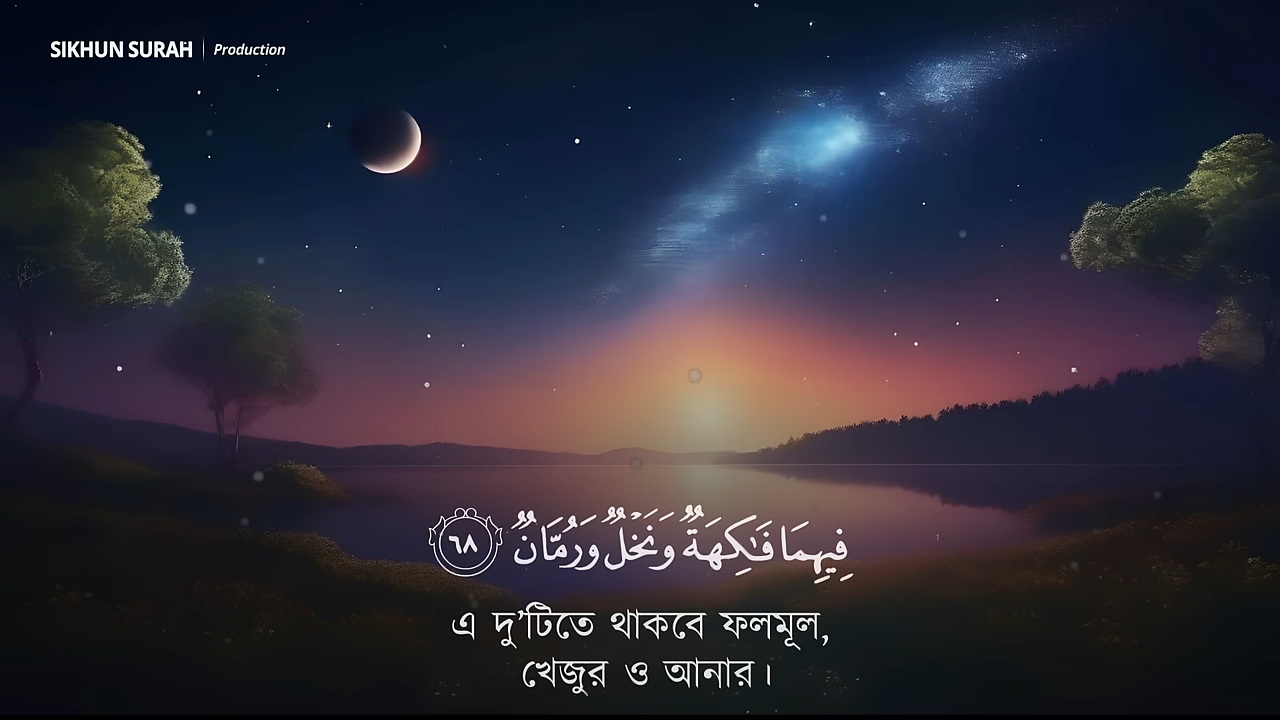 SIKHUN SURAH | Production
فِيهِمَا فَـٰكِهَةٌ وَنَخْلٌ وَرُمَّانٌ ٦٨
এ দু’টিতে থাকবে ফলমূল,
খেজুর ও আনার।